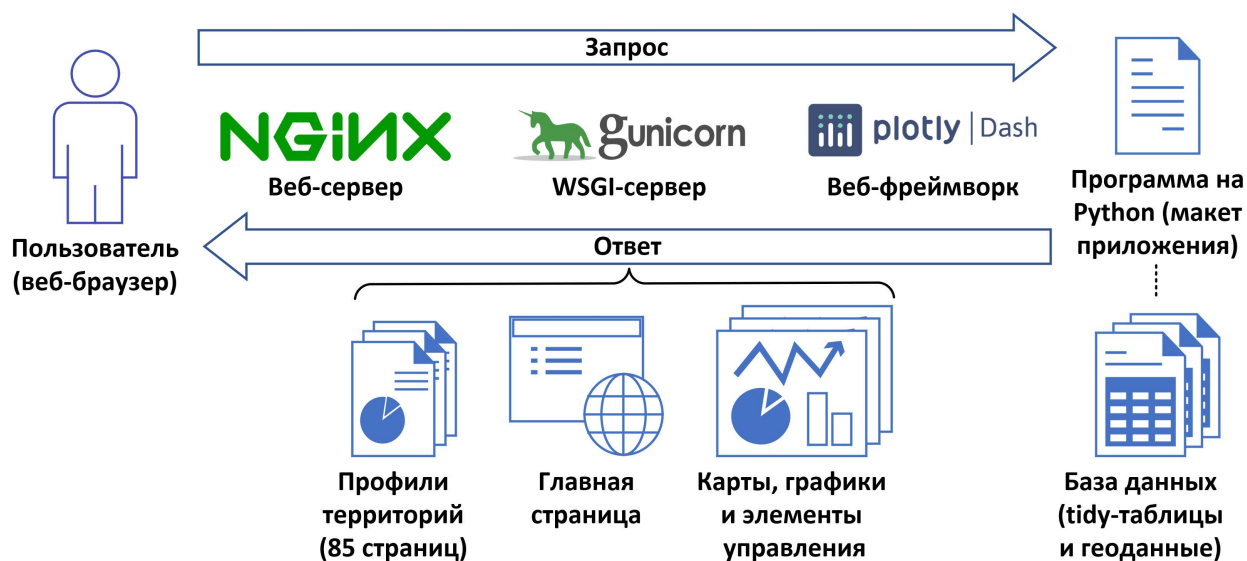 Запрос
NGiNX
gunicorn
plotly | Dash
Веб-сервер
WSGI-сервер
Веб-фреймворк
Пользователь
(веб-браузер)
Программа на
Python (макет
приложения)
Ответ
Профили
территорий
(85 страниц)
Главная
страница
Карты, графики
и элементы
управления
База данных
(tidy-таблицы
и геоданные)